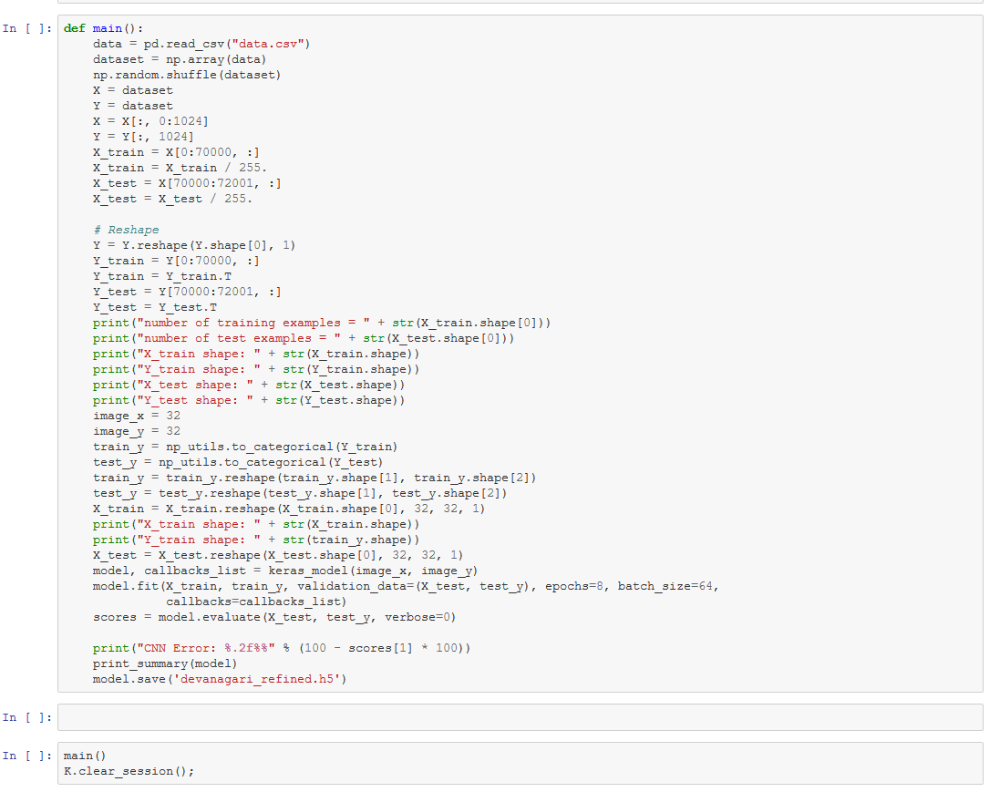 In [ ]: def main():
    data = pd.read_csv("data.csv")
    dataset = np.array(data)
    np.random.shuffle(dataset)
    X = dataset
    Y = dataset
    X = X[:, 0:1024]
    Y = Y[:, 1024]
    X_train = X[0:70000, :]
    X_train = X_train / 255.
    X_test = X[70000:72001, :]
    X_test = X_test / 255.

    # Reshape
    Y = Y.reshape(Y.shape[0], 1)
    Y_train = Y[0:70000, :]
    Y_train = Y_train.T
    Y_test = Y[70000:72001, :]
    Y_test = Y_test.T
    print("number of training examples = " + str(X_train.shape[0]))
    print("number of test examples = " + str(X_test.shape[0]))
    print("X_train shape: " + str(X_train.shape))
    print("Y_train shape: " + str(Y_train.shape))
    print("X_test shape: " + str(X_test.shape))
    print("Y_test shape: " + str(Y_test.shape))
    image_x = 32
    image_y = 32
    train_y = np_utils.to_categorical(Y_train)
    test_y = np_utils.to_categorical(Y_test)
    train_y = train_y.reshape(train_y.shape[1], train_y.shape[2])
    test_y = test_y.reshape(test_y.shape[1], test_y.shape[2])
    X_train = X_train.reshape(X_train.shape[0], 32, 32, 1)
    print("X_train shape: " + str(X_train.shape))
    print("Y_train shape: " + str(train_y.shape))
    X_test = X_test.reshape(X_test.shape[0], 32, 32, 1)
    model, callbacks_list = keras_model(image_x, image_y)
    model.fit(X_train, train_y, validation_data=(X_test, test_y), epochs=8, batch_size=64,
              callbacks=callbacks_list)
    scores = model.evaluate(X_test, test_y, verbose=0)

    print("CNN Error: %.2f%%" % (100 - scores[1] * 100))
    print_summary(model)
    model.save('devanagari_refined.h5')
In [ ]:
In [ ]: main()
K.clear_session();